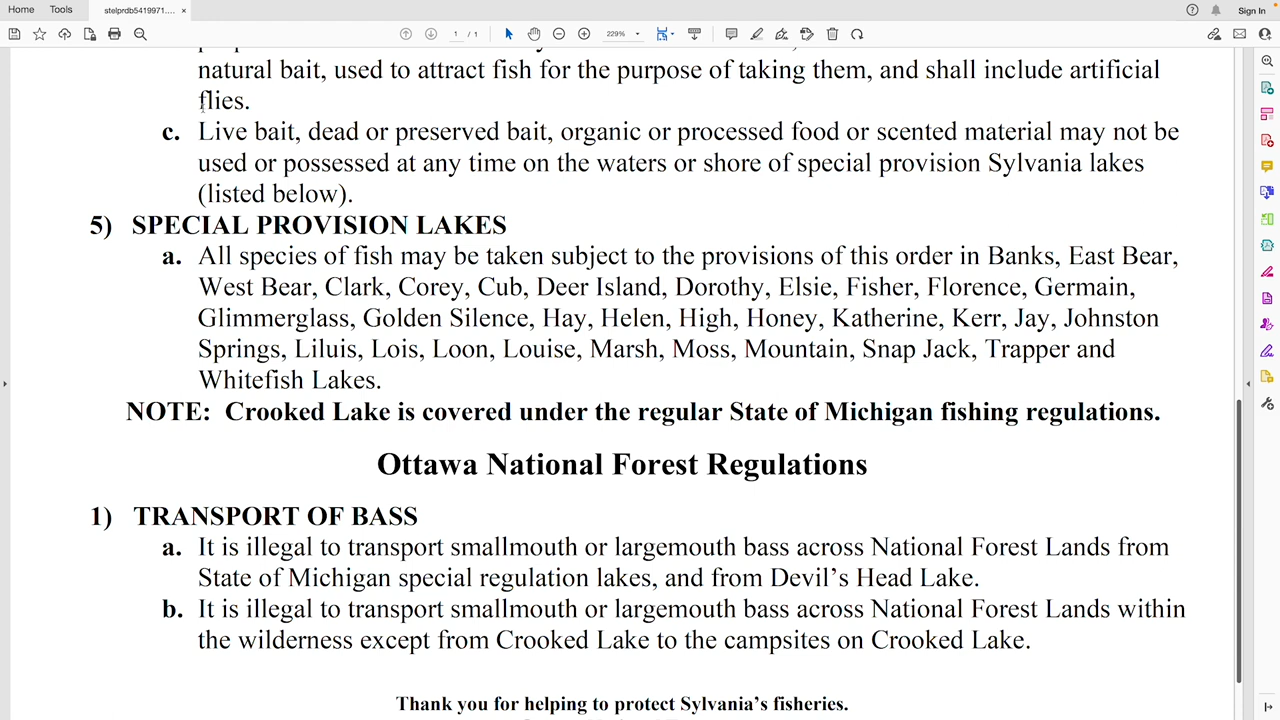 Home Tools stelprdb5419971.... × Sign In
1 / 1 229%
natural bait, used to attract fish for the purpose of taking them, and shall include artificial
flies.
c. Live bait, dead or preserved bait, organic or processed food or scented material may not be
used or possessed at any time on the waters or shore of special provision Sylvania lakes
(listed below).
5) SPECIAL PROVISION LAKES
a. All species of fish may be taken subject to the provisions of this order in Banks, East Bear,
West Bear, Clark, Corey, Cub, Deer Island, Dorothy, Elsie, Fisher, Florence, Germain,
Glimmerglass, Golden Silence, Hay, Helen, High, Honey, Katherine, Kerr, Jay, Johnston
Springs, Liluis, Lois, Loon, Louise, Marsh, Moss, Mountain, Snap Jack, Trapper and
Whitefish Lakes.
NOTE: Crooked Lake is covered under the regular State of Michigan fishing regulations.
Ottawa National Forest Regulations
1) TRANSPORT OF BASS
a. It is illegal to transport smallmouth or largemouth bass across National Forest Lands from
State of Michigan special regulation lakes, and from Devil's Head Lake.
b. It is illegal to transport smallmouth or largemouth bass across National Forest Lands within
the wilderness except from Crooked Lake to the campsites on Crooked Lake.
Thank you for helping to protect Sylvania's fisheries.